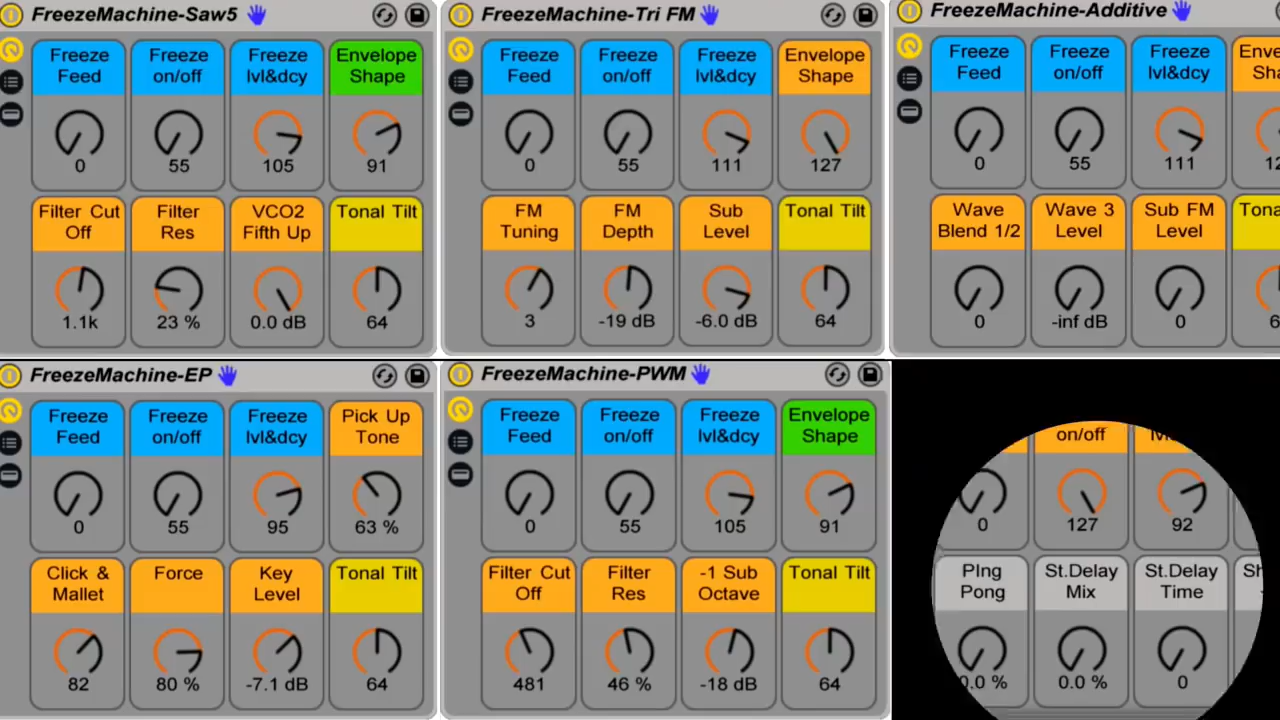 FreezeMachine-Saw5
Freeze Feed
Freeze on/off
Freeze lvl&dcy
Envelope Shape
0
55
105
91
Filter Cut Off
Filter Res
VCO2 Fifth Up
Tonal Tilt
1.1k
23 %
0.0 dB
64
FreezeMachine-Tri FM
Freeze Feed
Freeze on/off
Freeze lvl&dcy
Envelope Shape
0
55
111
127
FM Tuning
FM Depth
Sub Level
Tonal Tilt
3
-19 dB
-6.0 dB
64
FreezeMachine-Additive
Freeze Feed
Freeze on/off
Freeze lvl&dcy
0
55
111
Wave Blend 1/2
Wave 3 Level
Sub FM Level
0
-inf dB
0
FreezeMachine-EP
Freeze Feed
Freeze on/off
Freeze lvl&dcy
Pick Up Tone
0
55
95
63 %
Click & Mallet
Force
Key Level
Tonal Tilt
82
80 %
-7.1 dB
64
FreezeMachine-PWM
Freeze Feed
Freeze on/off
Freeze lvl&dcy
Envelope Shape
0
55
105
91
Filter Cut Off
Filter Res
-1 Sub Octave
Tonal Tilt
481
46 %
-18 dB
64
on/off
0
127
92
PIng Pong
St.Delay Mix
St.Delay Time
0.0 %
0.0 %
0